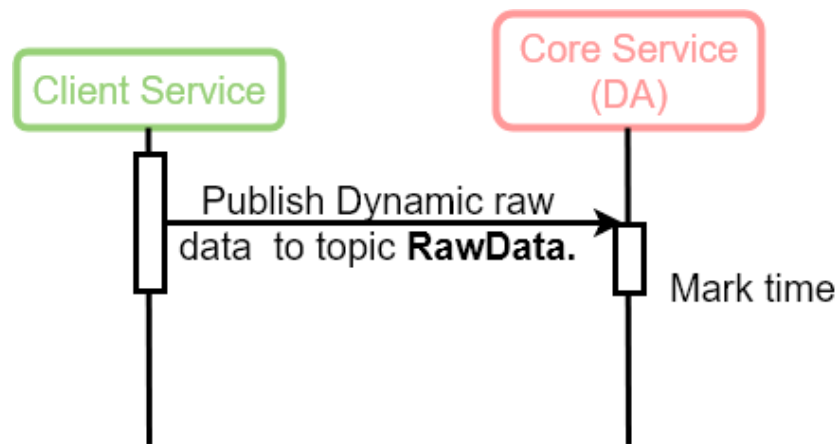 Client Service
Core Service
(DA)
Publish Dynamic raw
data  to topic RawData.
Mark time